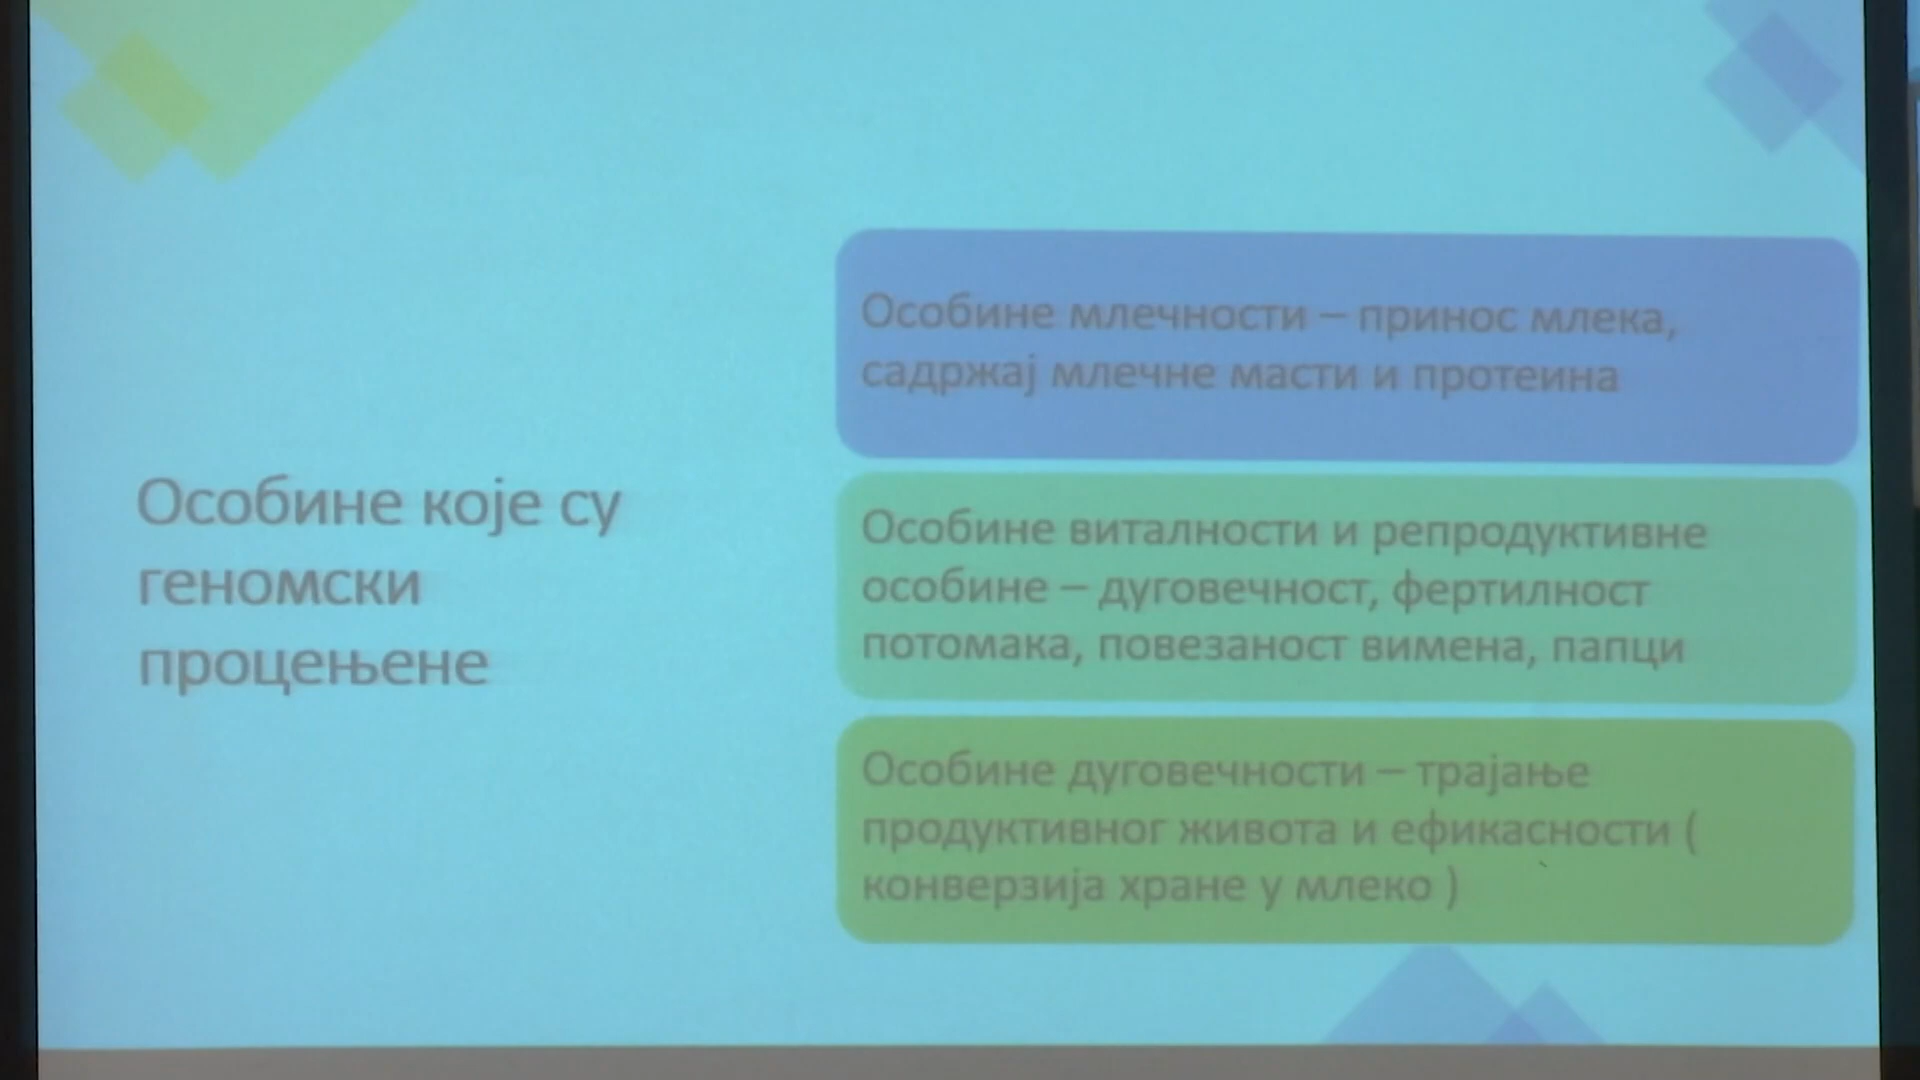 Особине које су
геномски
процењене
Особине млечности – принос млека,
садржај млечне масти и протеина
Особине виталности и репродуктивне
особине – дуговечност, фертилност
потомака, повезаност вимена, папци
Особине дуговечности – трајање
продуктивног живота и ефикасности (
конверзија хране у млеко )